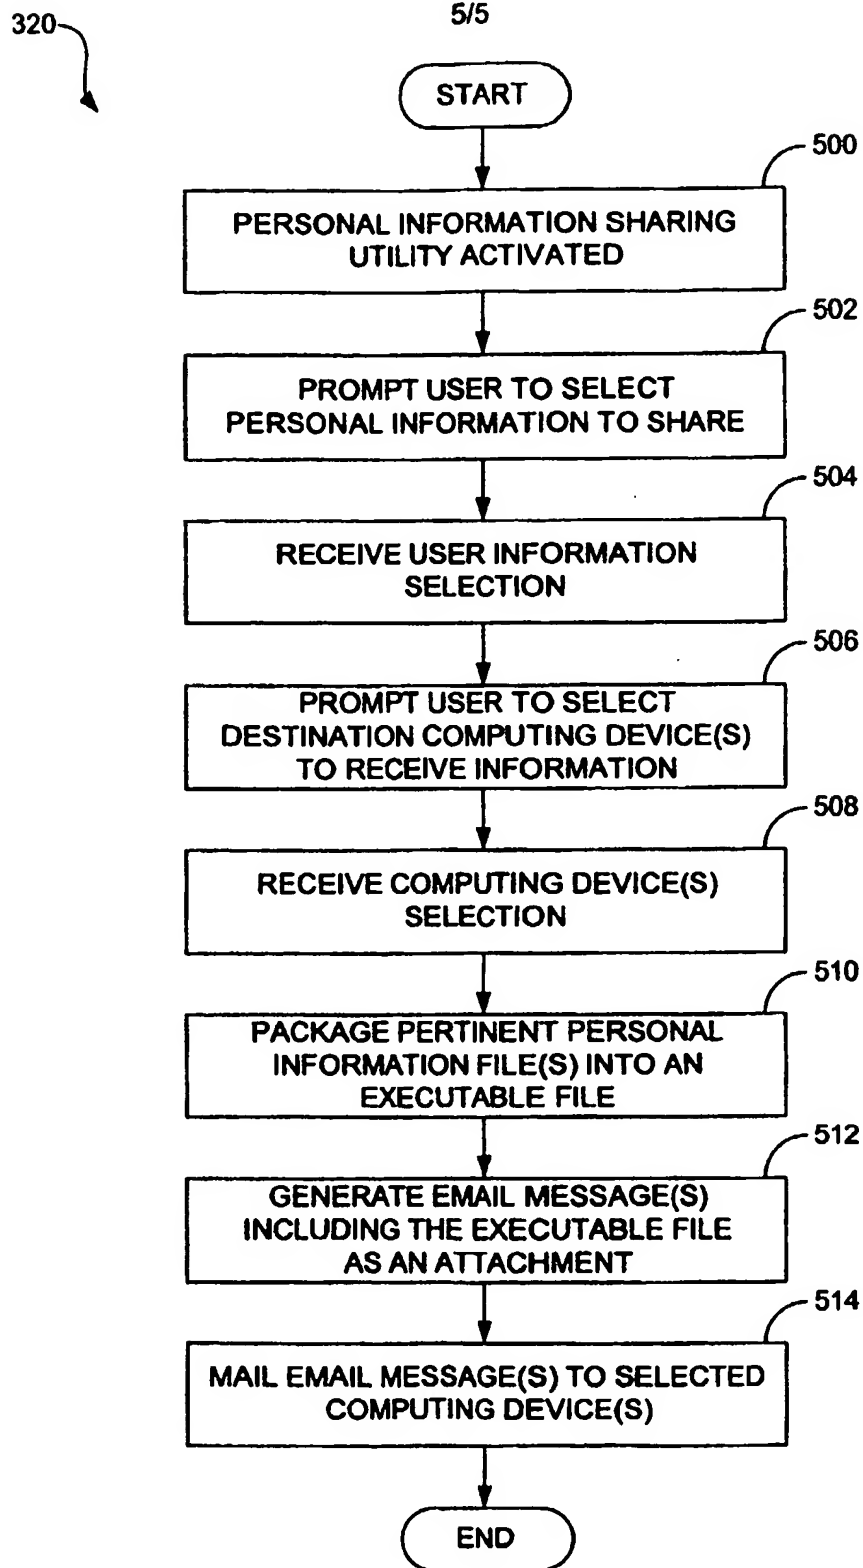 5/5
320
START
500
PERSONAL INFORMATION SHARING
UTILITY ACTIVATED
502
PROMPT USER TO SELECT
PERSONAL INFORMATION TO SHARE
504
RECEIVE USER INFORMATION
SELECTION
506
PROMPT USER TO SELECT
DESTINATION COMPUTING DEVICE(S)
TO RECEIVE INFORMATION
508
RECEIVE COMPUTING DEVICE(S)
SELECTION
510
PACKAGE PERTINENT PERSONAL
INFORMATION FILE(S) INTO AN
EXECUTABLE FILE
512
GENERATE EMAIL MESSAGE(S)
INCLUDING THE EXECUTABLE FILE
AS AN ATTACHMENT
514
MAIL EMAIL MESSAGE(S) TO SELECTED
COMPUTING DEVICE(S)
END